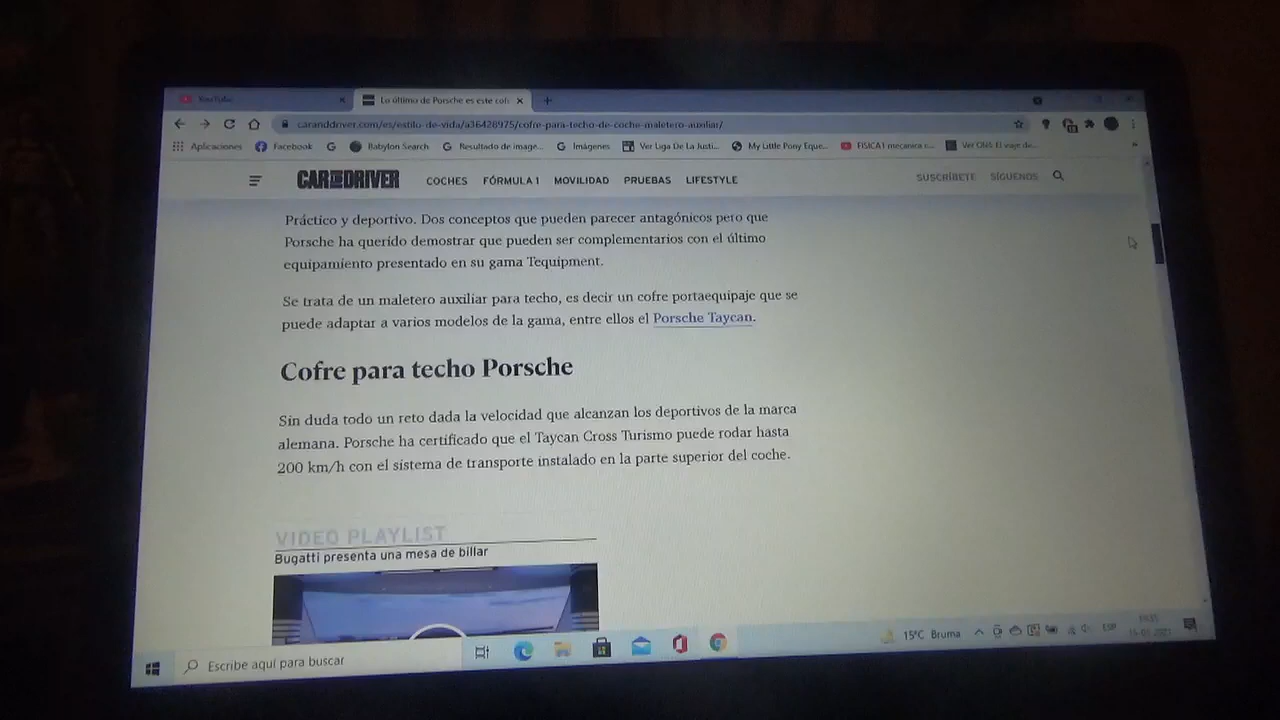 YouTube
Lo último de Porsche es este cofr
caranddriver.com/es/estilo-de-vida/a36428975/cofre-para-techo-de-coche-maletero-auxiliar/
Aplicaciones Facebook Babylon Search Resultado de image... Imágenes Ver Liga De La Justi... My Little Pony Eque... FISICA1 mecanica
CAR AND DRIVER COCHES FÓRMULA 1 MOVILIDAD PRUEBAS LIFESTYLE SUSCRÍBETE SÍGUENOS
Práctico y deportivo. Dos conceptos que pueden parecer antagónicos pero que
Porsche ha querido demostrar que pueden ser complementarios con el último
equipamiento presentado en su gama Tequipment.
Se trata de un maletero auxiliar para techo, es decir un cofre portaequipaje que se
puede adaptar a varios modelos de la gama, entre ellos el Porsche Taycan.
Cofre para techo Porsche
Sin duda todo un reto dada la velocidad que alcanzan los deportivos de la marca
alemana. Porsche ha certificado que el Taycan Cross Turismo puede rodar hasta
200 km/h con el sistema de transporte instalado en la parte superior del coche.
VIDEO PLAYLIST
Bugatti presenta una mesa de billar
Escribe aquí para buscar
15°C Bruma
ESP